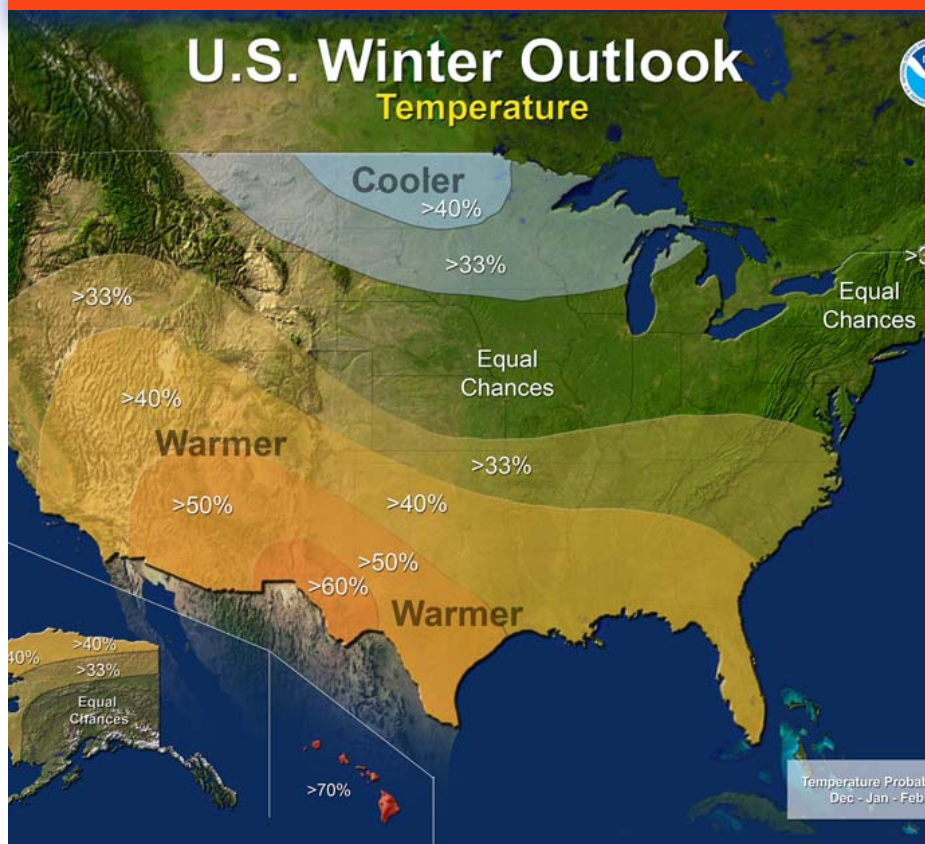 U.S. Winter Outlook
Temperature
Cooler
>40%
>33%
>33%
Equal
Chances
Equal
Chances
>40%
Warmer
>33%
>50%
>40%
>50%
>60%
Warmer
>40%
40%
>33%
Equal
Chances
>70%
Dec - Jan - Feb
Temperature